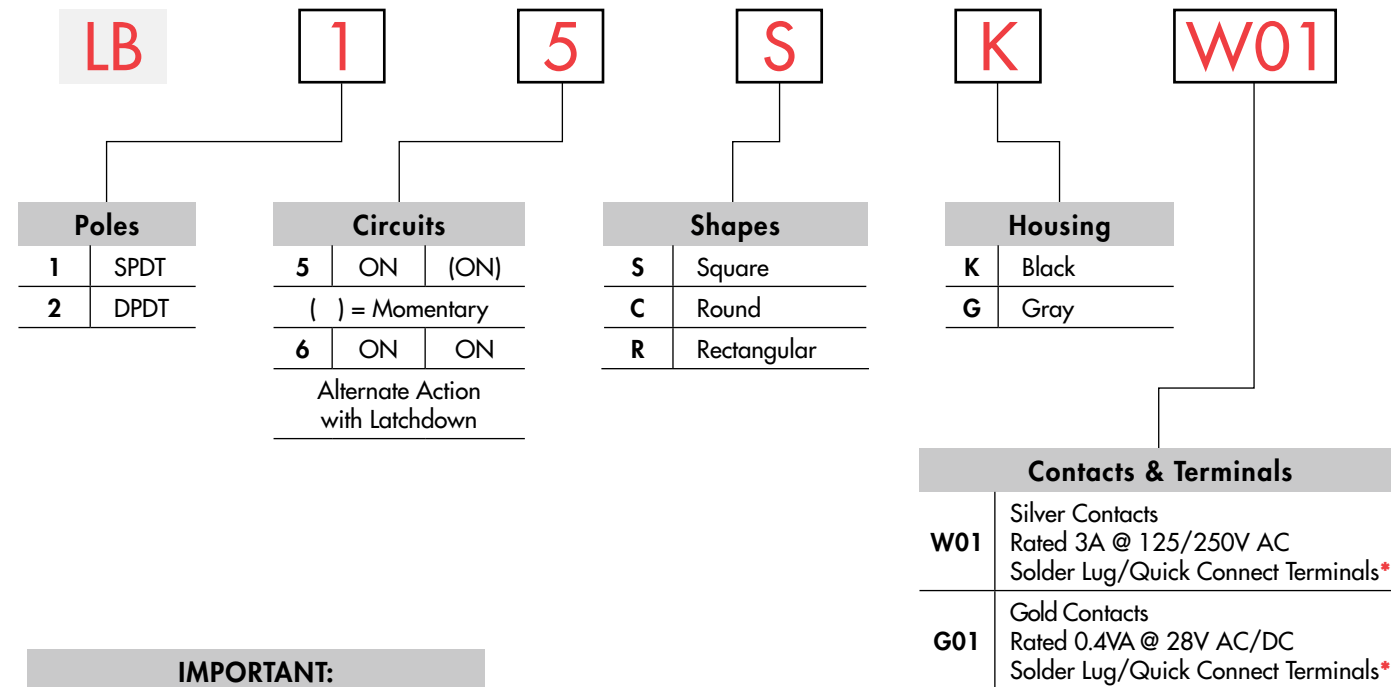 LB 1 5 S K W01
Poles
1 SPDT
2 DPDT
Circuits
5 ON (ON)
( ) = Momentary
6 ON ON
Alternate Action
with Latchdown
Shapes
S Square
C Round
R Rectangular
Housing
K Black
G Gray
Contacts & Terminals
W01 Silver Contacts
Rated 3A @ 125/250V AC
Solder Lug/Quick Connect Terminals*
G01 Gold Contacts
Rated 0.4VA @ 28V AC/DC
Solder Lug/Quick Connect Terminals*
IMPORTANT: